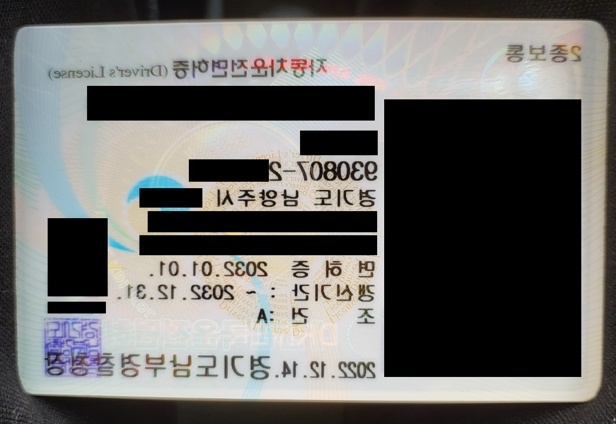 2종보통
자동차운전면허증 (Driver's License)
930807-2
경기도 남양주시
면 허 증 2032.01.01.
갱신기간 : ~ 2032.12.31.
조 건 :A
2022.12.14.경기도남부경찰청장